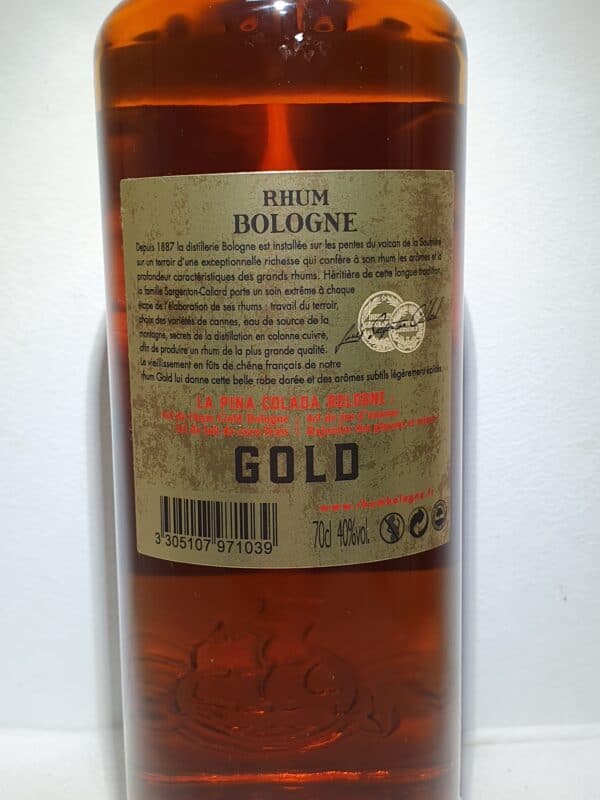 RHUM
BOLOGNE
Depuis 1887 la distillerie Bologne est installée sur les pentes du volcan de la Soufrière
sur un terroir d'une exceptionnelle richesse qui confère à son rhum les arômes et la
profondeur caractéristiques des grands rhums. Héritière de cette longue tradition,
la famille Sargenton-Callard porte un soin extrême à chaque
étape de l'élaboration de ses rhums : travail du terroir,
choix des variétés de cannes, eau de source de la
montagne, secrets de la distillation en colonne cuivre,
afin de produire un rhum de la plus grande qualité.
Le vieillissement en fûts de chêne français de notre
rhum Gold lui donne cette belle robe dorée et des arômes subtils légèrement épicés.
LA PINA COLADA BOLOGNE
GOLD
www.rhumbologne.fr
3 305107 971039
70cl 40%vol.